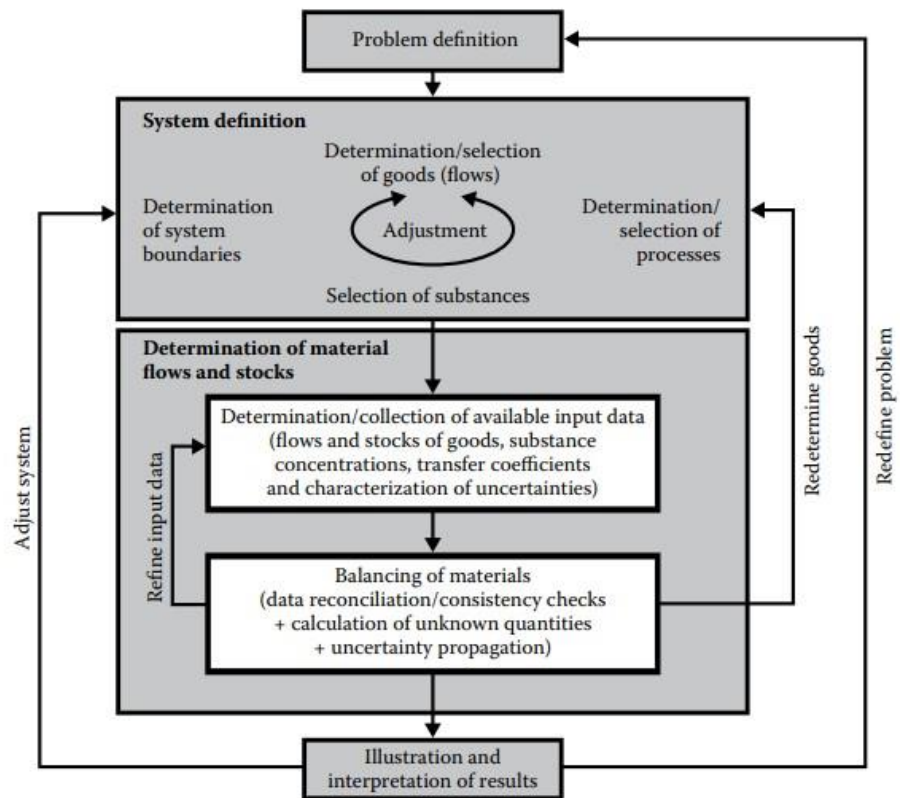 Problem definition
System definition
Determination/selection
of goods (flows)
Determination
of system
boundaries
Adjustment
Determination/
selection of
processes
Selection of substances
Determination of material
flows and stocks
Determination/collection of available input data
(flows and stocks of goods, substance
concentrations, transfer coefficients
and characterization of uncertainties)
Balancing of materials
(data reconciliation/consistency checks
+ calculation of unknown quantities
+ uncertainty propagation)
Illustration and
interpretation of results
Adjust system
Refine input data
Redetermine goods
Redefine problem